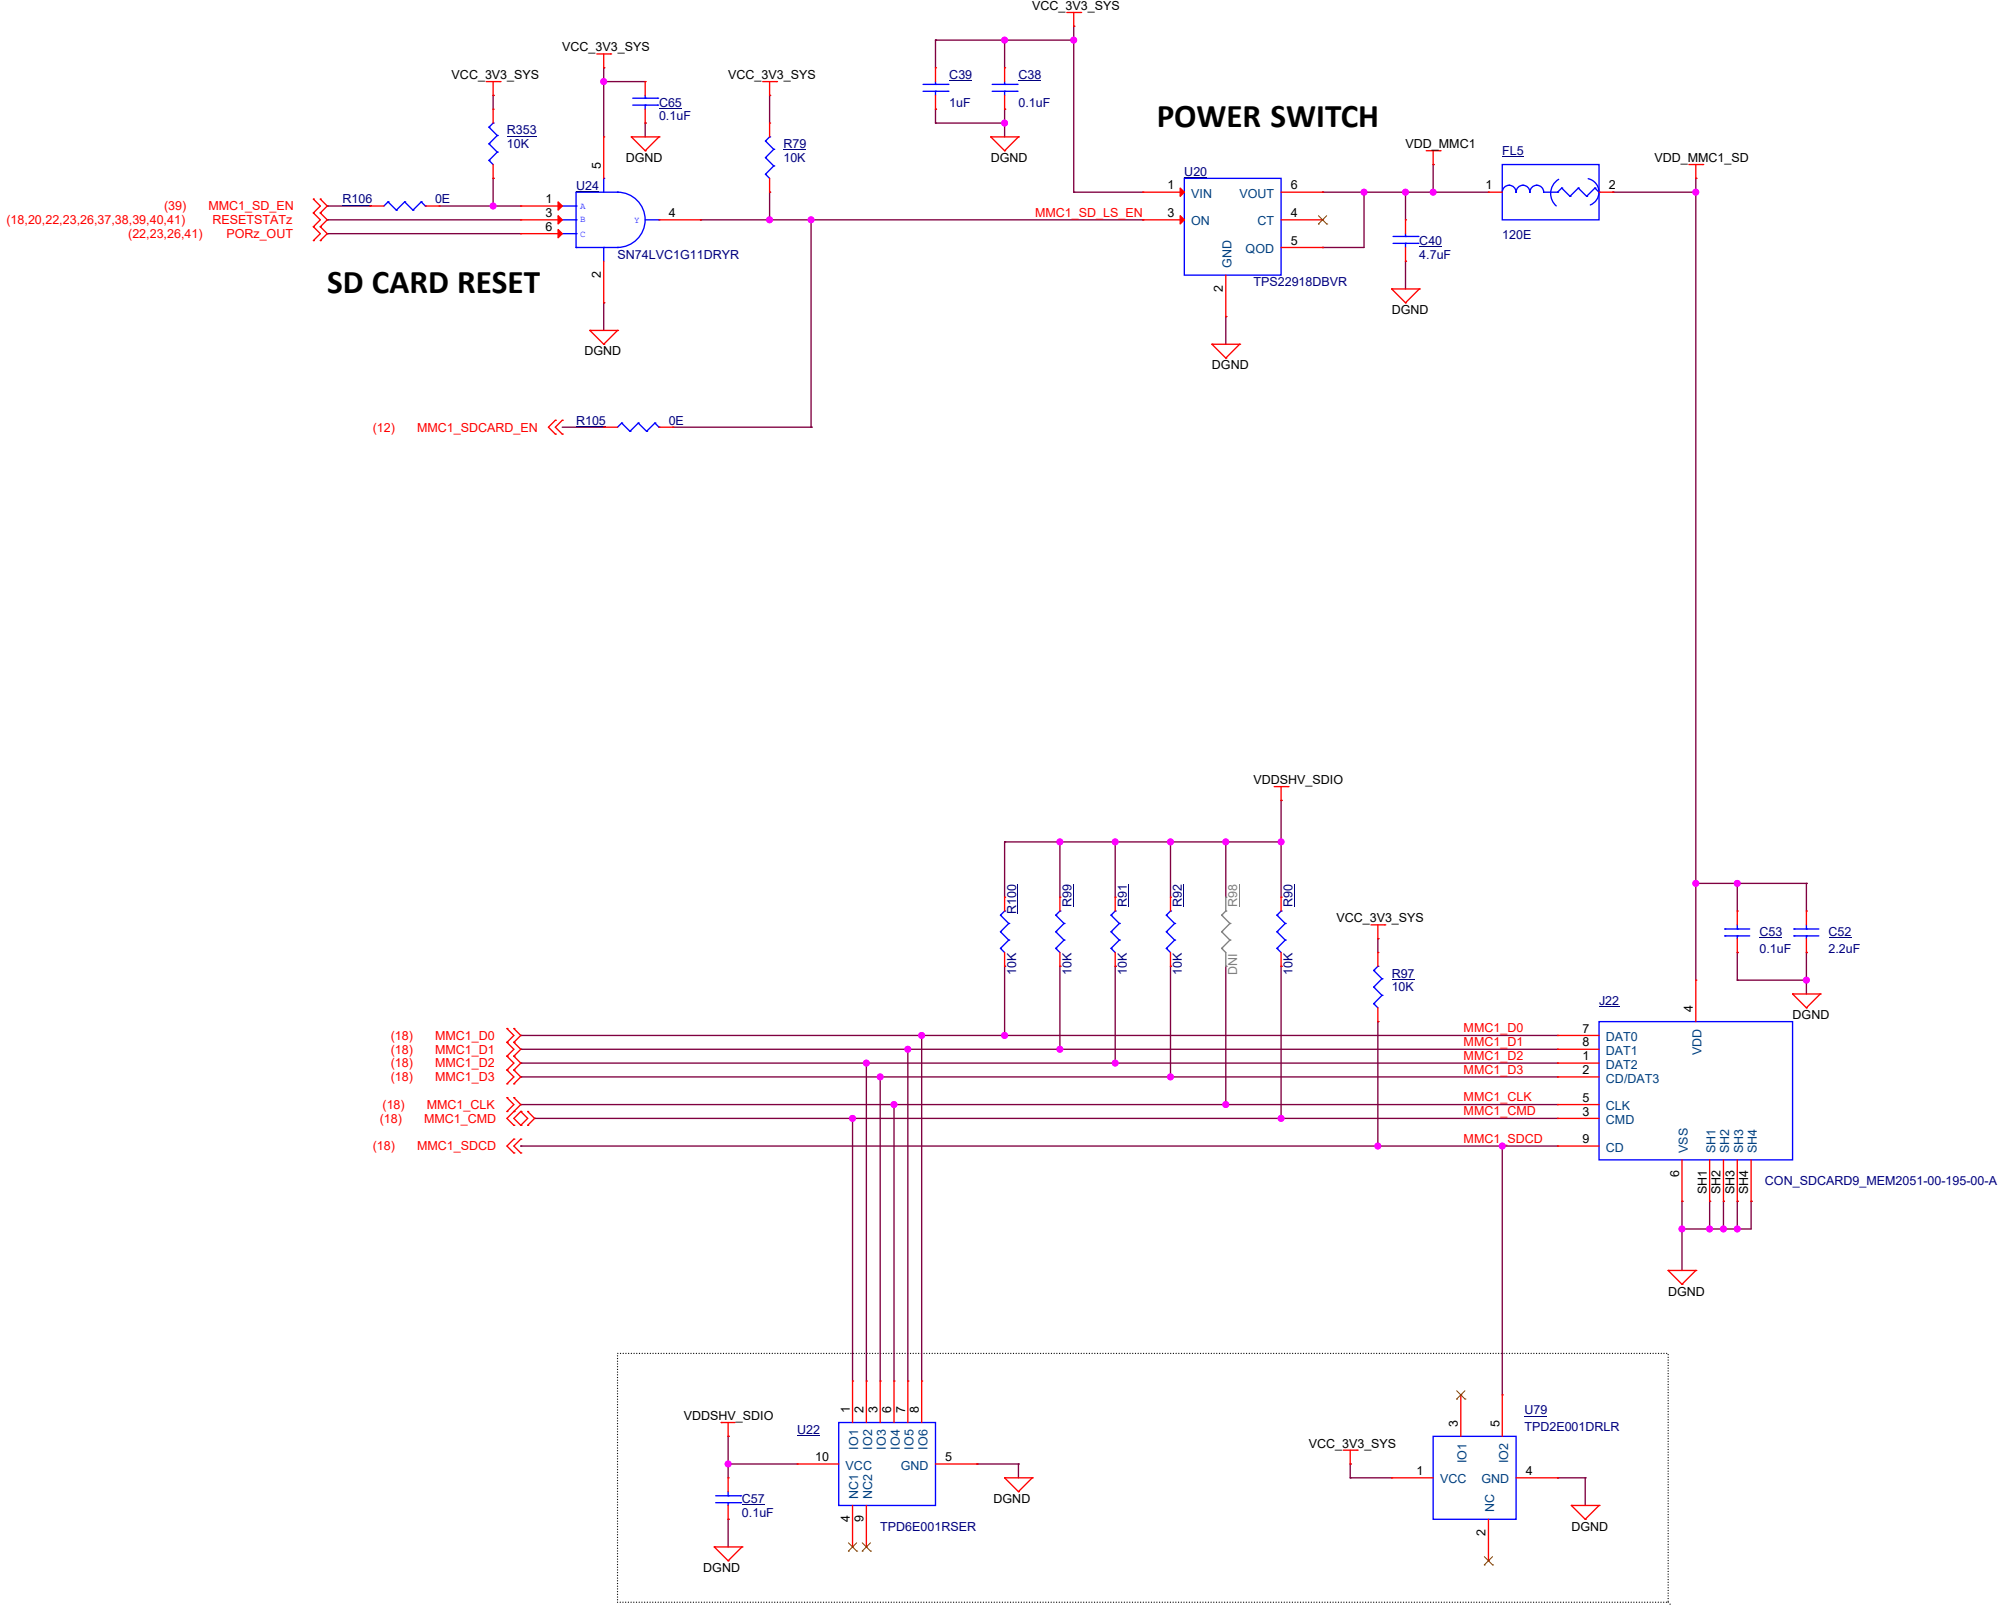 VCC_3V3_SYS
VCC_3V3_SYS
VCC_3V3_SYS
VCC_3V3_SYS
C65
0.1uF
DGND
R353
10K
R79
10K
C39
1uF
C38
0.1uF
DGND
POWER SWITCH
(39) MMC1_SD_EN
R106 0E
(18,20,22,23,26,37,38,39,40,41) RESETSTATz
(22,23,26,41) PORz_OUT
U24
5
1 A
3 B
6 C
Y 4
2
SN74LVC1G11DRYR
DGND
SD CARD RESET
MMC1_SD_LS_EN
U20
1 VIN VOUT 6
3 ON CT 4
QOD 5
GND
2
TPS22918DBVR
DGND
VDD_MMC1
C40
4.7uF
DGND
FL5
1 2
120E
VDD_MMC1_SD
(12) MMC1_SDCARD_EN
R105 0E
VDDSHV_SDIO
R100
10K
R99
10K
R91
10K
R92
10K
R98
DNI
R90
10K
VCC_3V3_SYS
R97
10K
C53
0.1uF
C52
2.2uF
DGND
(18) MMC1_D0
(18) MMC1_D1
(18) MMC1_D2
(18) MMC1_D3
(18) MMC1_CLK
(18) MMC1_CMD
(18) MMC1_SDCD
J22
4
VDD
MMC1_D0 7 DAT0
MMC1_D1 8 DAT1
MMC1_D2 1 DAT2
MMC1_D3 2 CD/DAT3
MMC1_CLK 5 CLK
MMC1_CMD 3 CMD
MMC1_SDCD 9 CD
VSS SH1 SH2 SH3 SH4
6 SH1 SH2 SH3 SH4
CON_SDCARD9_MEM2051-00-195-00-A
DGND
VDDSHV_SDIO
C57
0.1uF
DGND
U22
1 2 3 6 7 8
IO1 IO2 IO3 IO4 IO5 IO6
10 VCC GND 5
NC1 NC2
4 9
TPD6E001RSER
DGND
VCC_3V3_SYS
U79
TPD2E001DRLR
3 5
IO1 IO2
1 VCC GND 4
NC
2
DGND